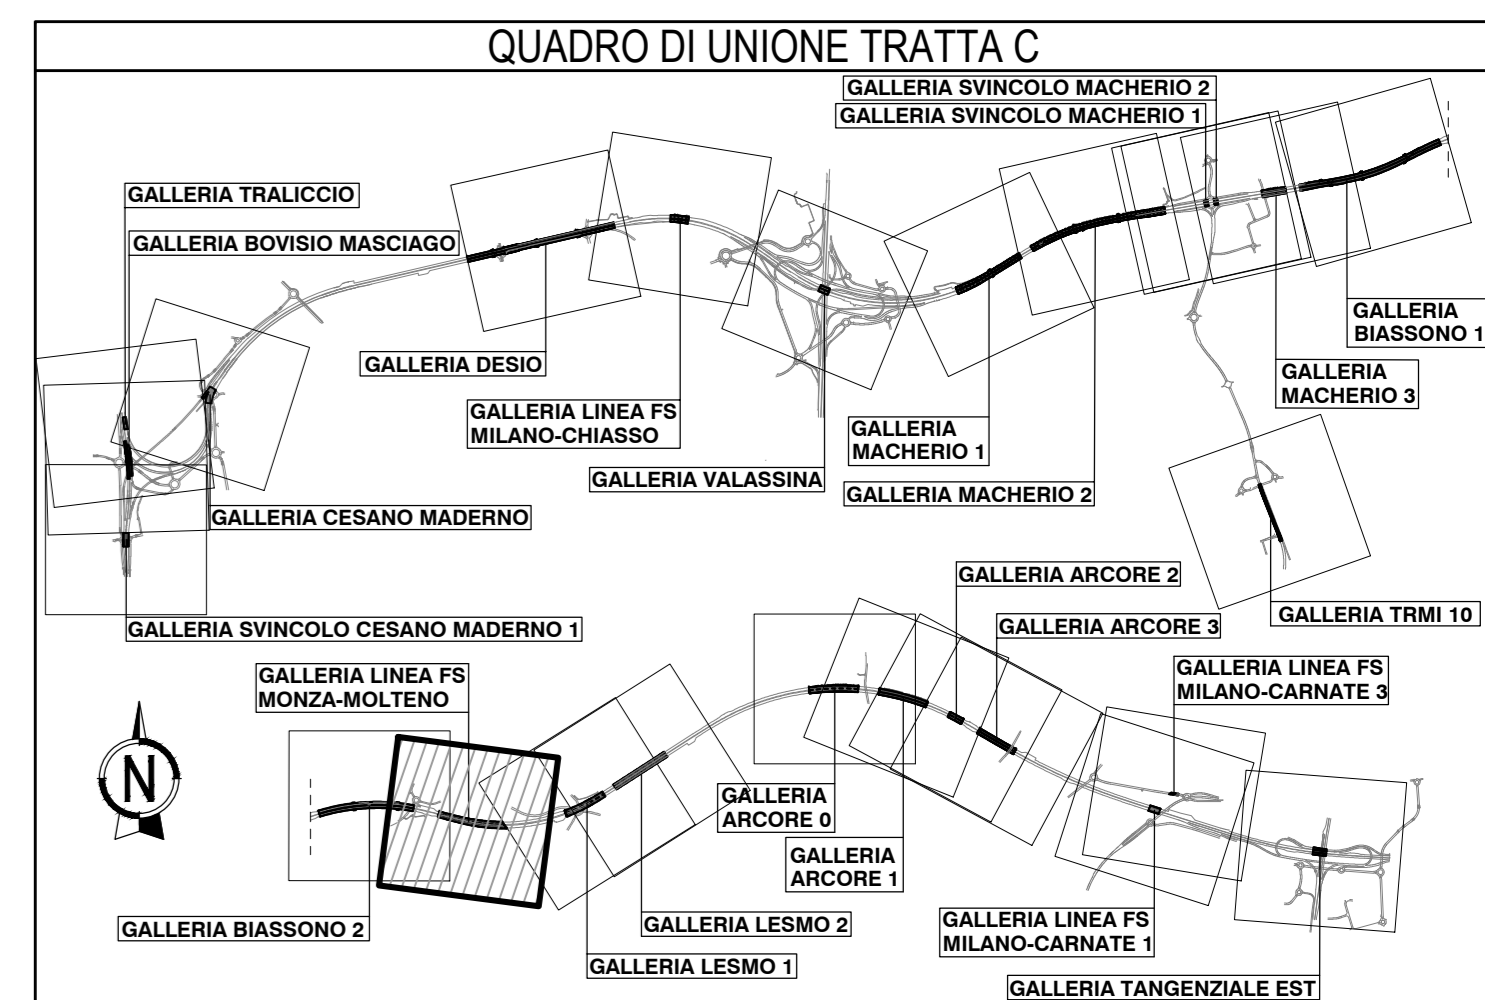 QUADRO DI UNIONE TRATTA C
GALLERIA SVINCOLO MACHERIO 2
GALLERIA SVINCOLO MACHERIO 1
GALLERIA TRALICCIO
GALLERIA BOVISIO MASCIAGO
GALLERIA
BIASSONO 1
GALLERIA DESIO
GALLERIA
MACHERIO 3
GALLERIA LINEA FS
MILANO-CHIASSO
GALLERIA
MACHERIO 1
GALLERIA VALASSINA
GALLERIA MACHERIO 2
GALLERIA CESANO MADERNO
GALLERIA ARCORE 2
GALLERIA TRMI 10
GALLERIA SVINCOLO CESANO MADERNO 1
GALLERIA ARCORE 3
GALLERIA LINEA FS
MONZA-MOLTENO
GALLERIA LINEA FS
MILANO-CARNATE 3
N
GALLERIA
ARCORE 0
GALLERIA
ARCORE 1
GALLERIA BIASSONO 2
GALLERIA LESMO 2
GALLERIA LINEA FS
MILANO-CARNATE 1
GALLERIA LESMO 1
GALLERIA TANGENZIALE EST